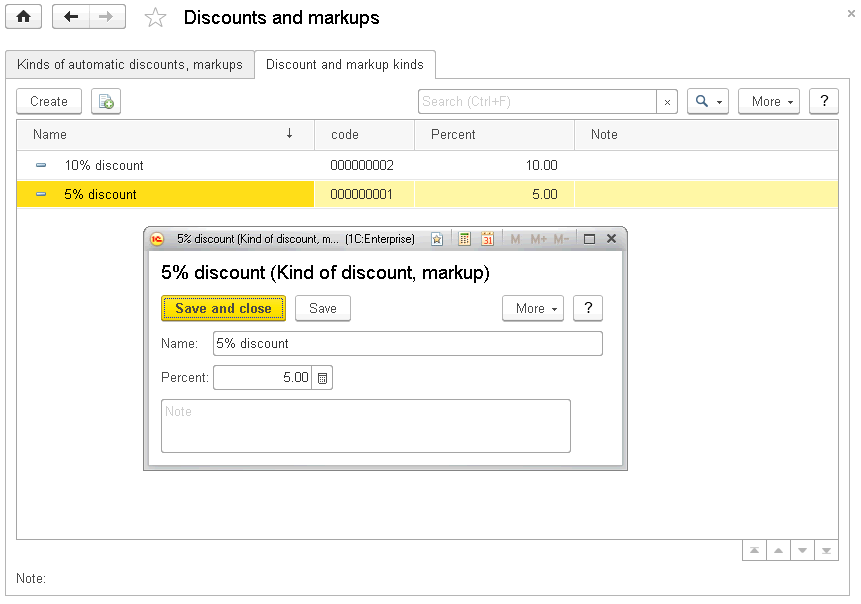 Discounts and markups
Kinds of automatic discounts, markups Discount and markup kinds
Create Search (Ctrl+F) × More ?
Name ↓ code Percent Note
10% discount 000000002 10.00
5% discount 000000001 5.00
1C 5% discount (Kind of discount, m... (1C:Enterprise) 31 M M+ M-
5% discount (Kind of discount, markup)
Save and close Save More ?
Name: 5% discount
Percent: 5.00
Note
Note: